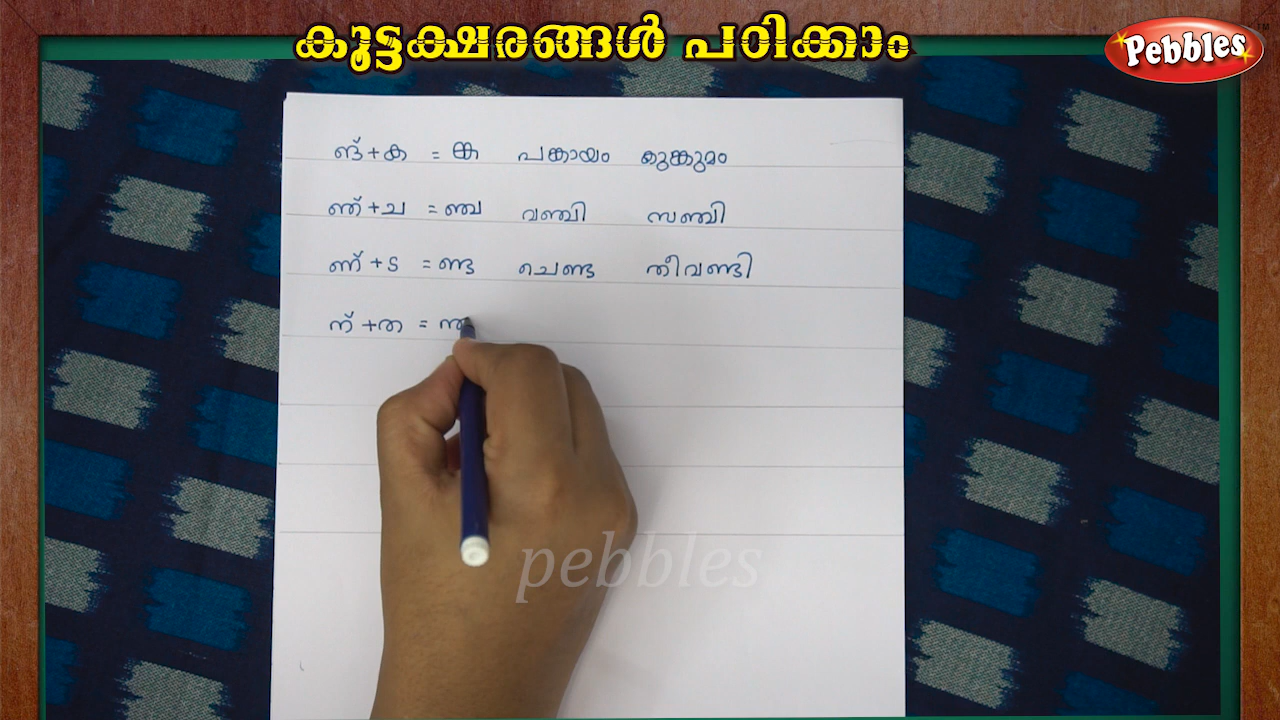 കൂട്ടക്ഷരങ്ങൾ പഠിക്കാം
Pebbles
ങ്+ക = ങ്ക പങ്കായം കുങ്കുമം
ഞ്+ച = ഞ്ച വഞ്ചി സഞ്ചി
ണ്+ട = ണ്ട ചെണ്ട തീവണ്ടി
ന്+ത =
pebbles